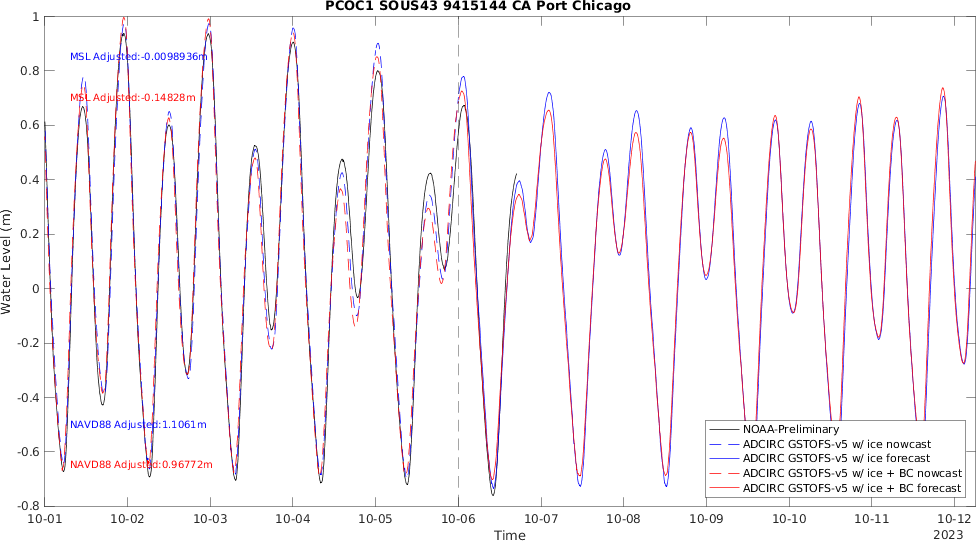 PCOC1 SOUS43 9415144 CA Port Chicago
Water Level (m)
1
0.8
0.6
0.4
0.2
0
-0.2
-0.4
-0.6
-0.8
MSL Adjusted:-0.0098936m
MSL Adjusted:-0.14828m
NAVD88 Adjusted:1.1061m
NAVD88 Adjusted:0.96772m
NOAA-Preliminary
ADCIRC GSTOFS-v5 w/ ice nowcast
ADCIRC GSTOFS-v5 w/ ice forecast
ADCIRC GSTOFS-v5 w/ ice + BC nowcast
ADCIRC GSTOFS-v5 w/ ice + BC forecast
10-01 10-02 10-03 10-04 10-05 10-06 10-07 10-08 10-09 10-10 10-11 10-12
Time
2023